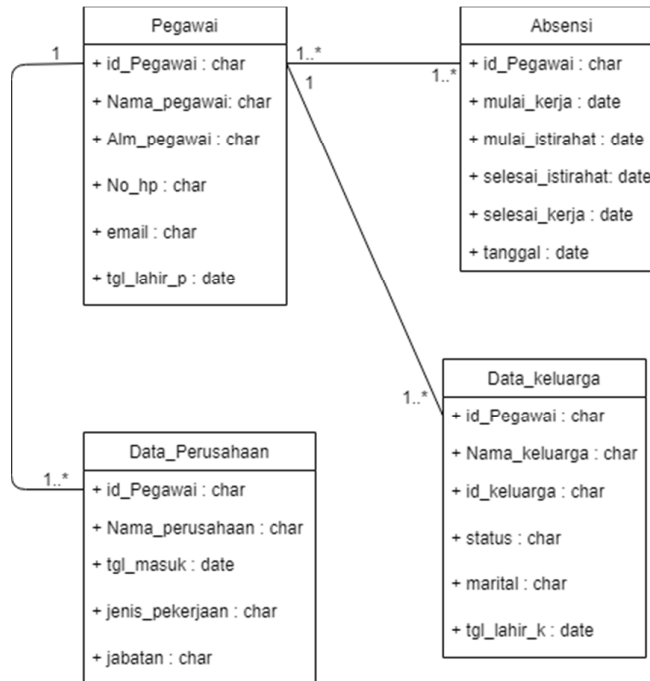 Pegawai
+ id_Pegawai : char
+ Nama_pegawai: char
+ Alm_pegawai : char
+ No_hp : char
+ email : char
+ tgl_lahir_p : date
1
1..*
1
1..*
Absensi
+ id_Pegawai : char
+ mulai_kerja : date
+ mulai_istirahat : date
+ selesai_istirahat: date
+ selesai_kerja : date
+ tanggal : date
1..*
Data_keluarga
+ id_Pegawai : char
+ Nama_keluarga : char
+ id_keluarga : char
+ status : char
+ marital : char
+ tgl_lahir_k : date
1..*
Data_Perusahaan
+ id_Pegawai : char
+ Nama_perusahaan : char
+ tgl_masuk : date
+ jenis_pekerjaan : char
+ jabatan : char